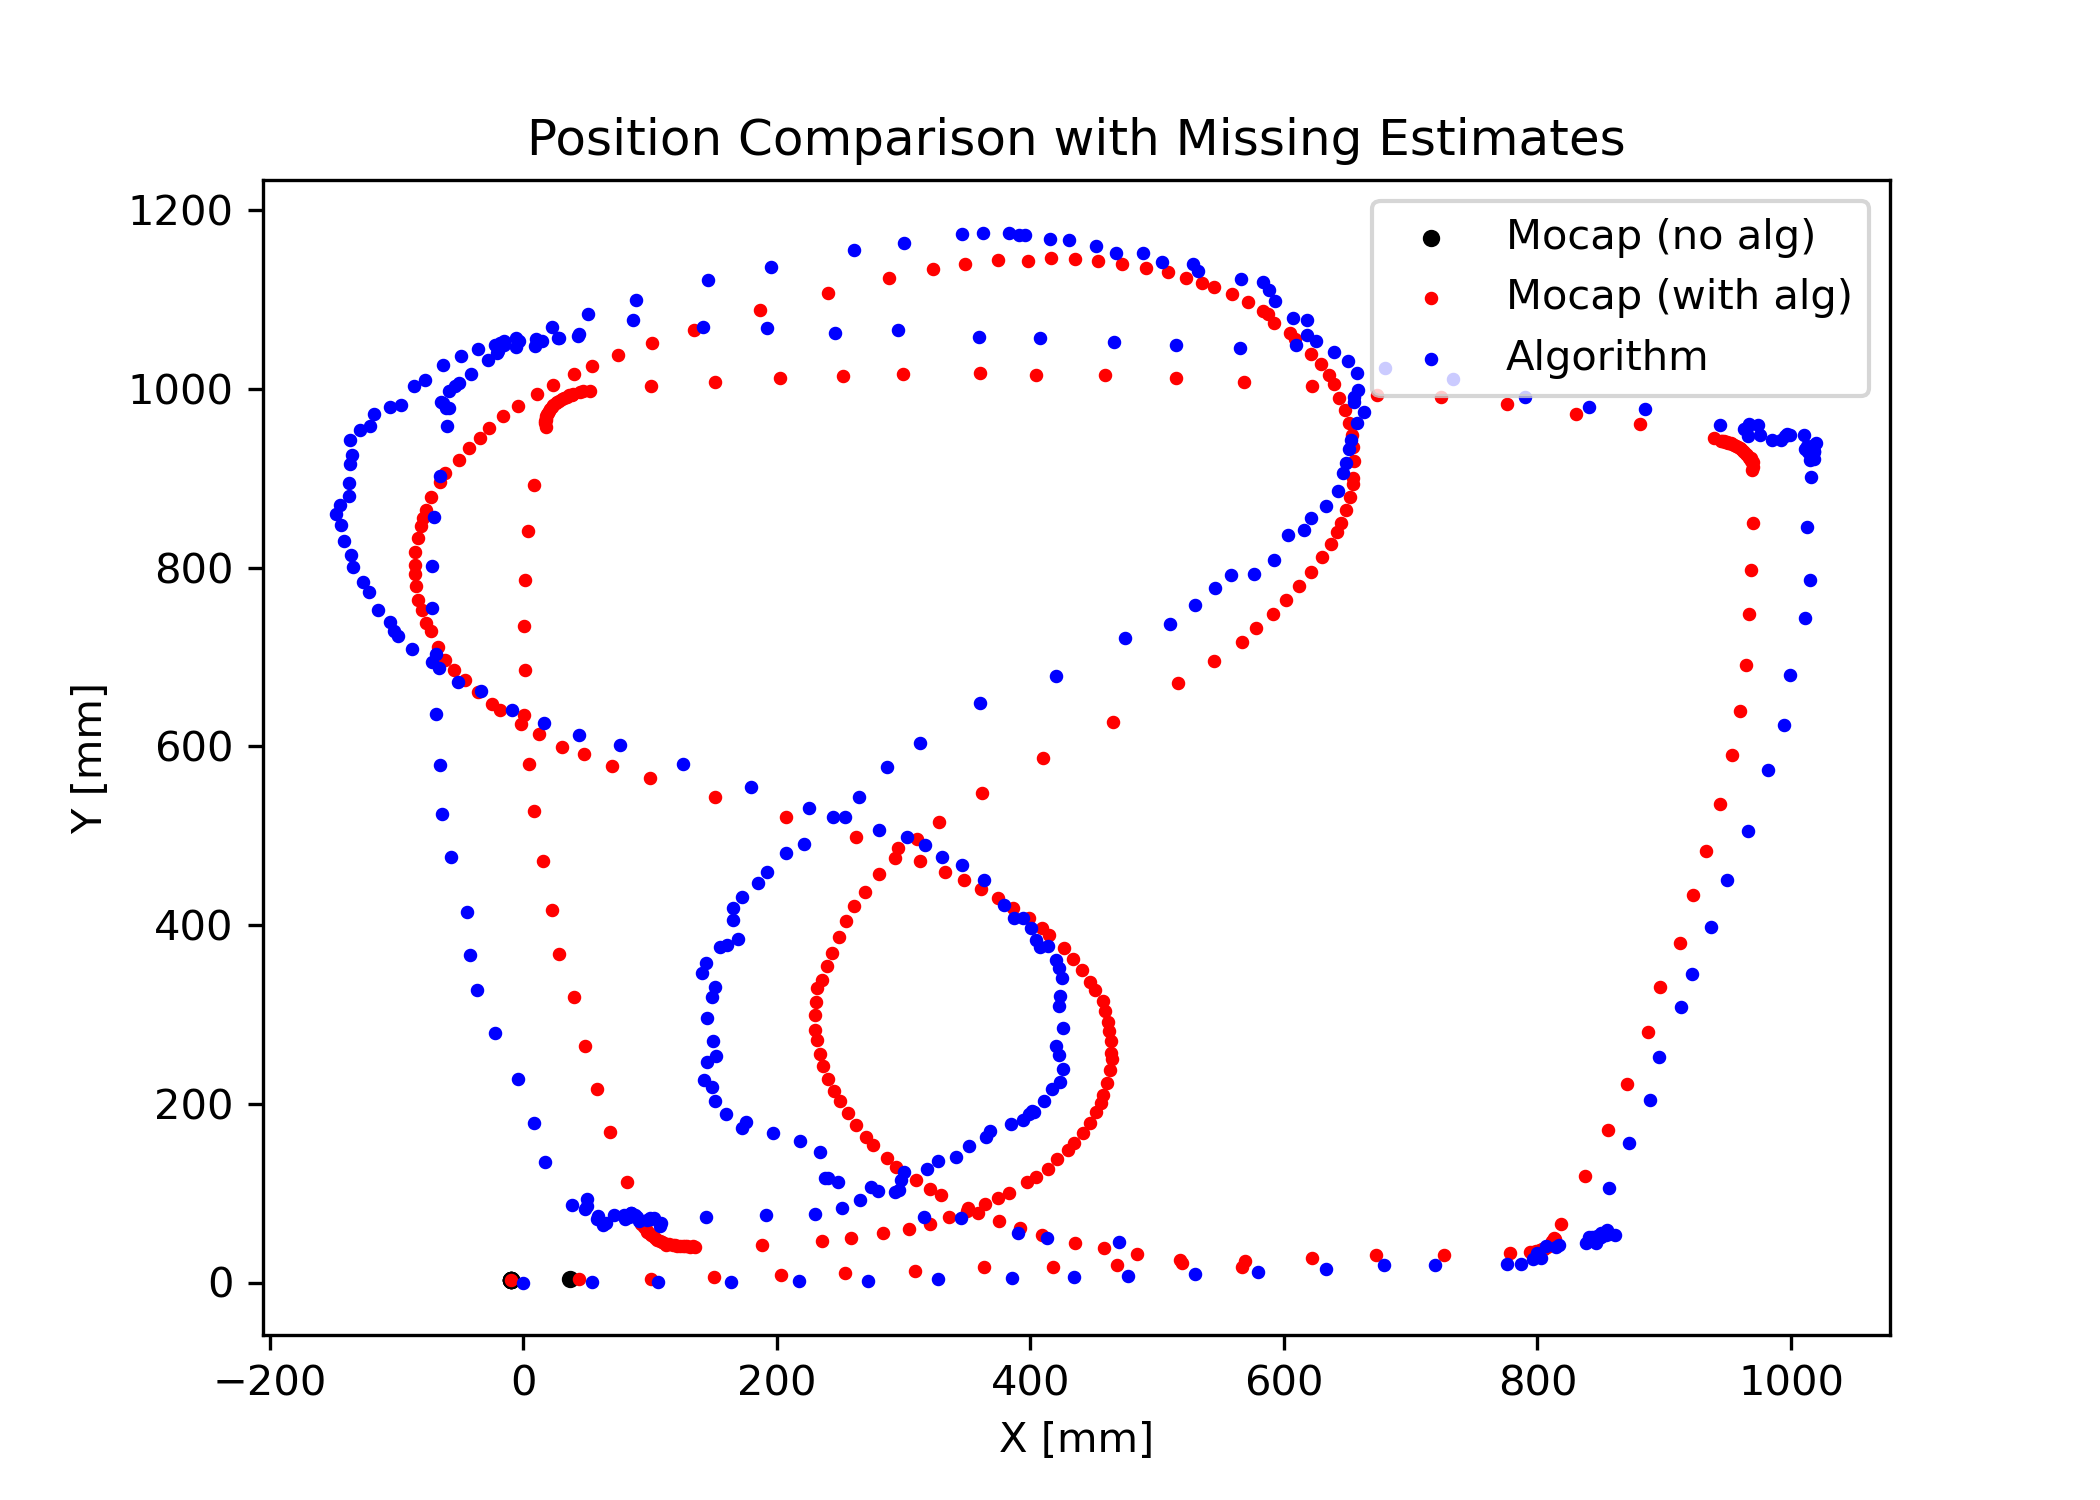 Position Comparison with Missing Estimates
Mocap (no alg)
Mocap (with alg)
Algorithm
1200
1000
800
600
400
200
0
Y [mm]
−200
0
200
400
600
800
1000
X [mm]